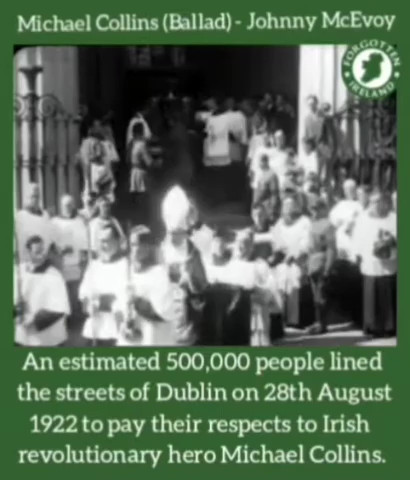 Michael Collins (Ballad) - Johnny McEvoy
FORGOTTEN
IRELAND
An estimated 500,000 people lined
the streets of Dublin on 28th August
1922 to pay their respects to Irish
revolutionary hero Michael Collins.